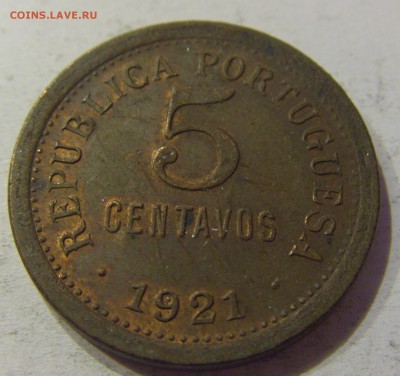 COINS.LAVE.RU
REPUBLICA PORTUGUESA
5
CENTAVOS
1921